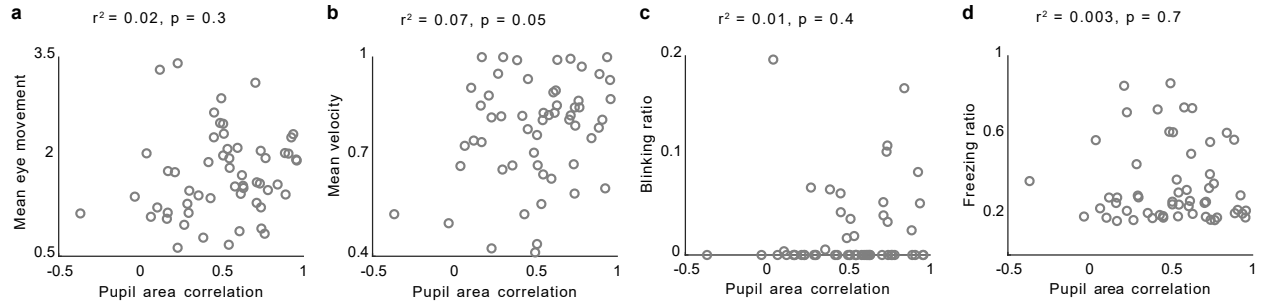 a
r² = 0.02, p = 0.3
Mean eye movement
3.5
2
0.5
-0.5
0
0.5
1
Pupil area correlation
b
r² = 0.07, p = 0.05
Mean velocity
1
0.7
0.4
-0.5
0
0.5
1
Pupil area correlation
c
r² = 0.01, p = 0.4
Blinking ratio
0.2
0.1
0
-0.5
0
0.5
1
Pupil area correlation
d
r² = 0.003, p = 0.7
Freezing ratio
1
0.6
0.2
-0.5
0
0.5
1
Pupil area correlation